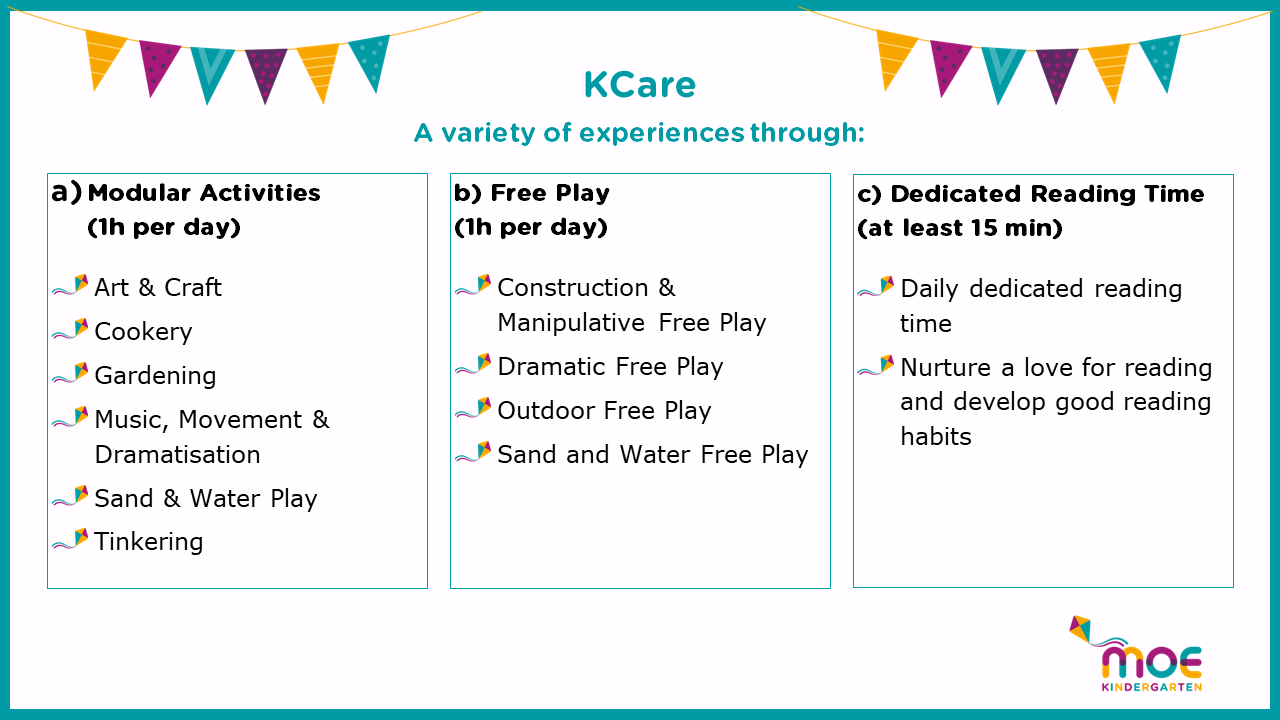 KCare
A variety of experiences through:
a) Modular Activities
(1h per day)
Art & Craft
Cookery
Gardening
Music, Movement &
Dramatisation
Sand & Water Play
Tinkering
b) Free Play
(1h per day)
Construction &
Manipulative Free Play
Dramatic Free Play
Outdoor Free Play
Sand and Water Free Play
c) Dedicated Reading Time
(at least 15 min)
Daily dedicated reading
time
Nurture a love for reading
and develop good reading
habits
moe
KINDERGARTEN